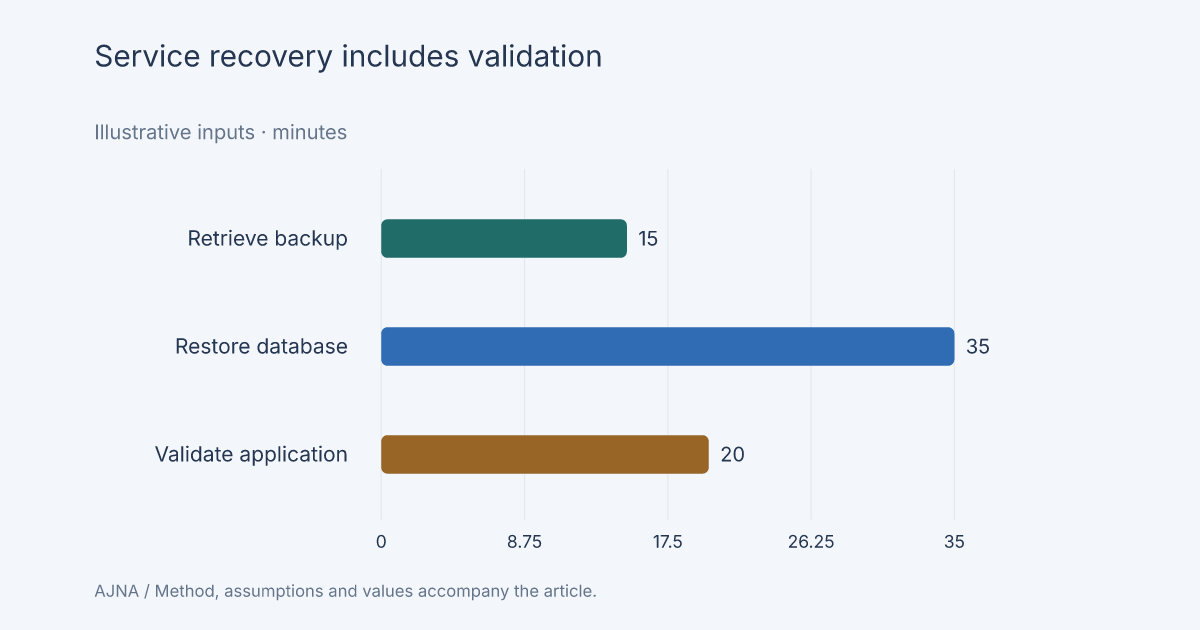 Service recovery includes validation
Illustrative inputs · minutes
Retrieve backup 15
Restore database 35
Validate application 20
0 8.75 17.5 26.25 35
AJNA / Method, assumptions and values accompany the article.